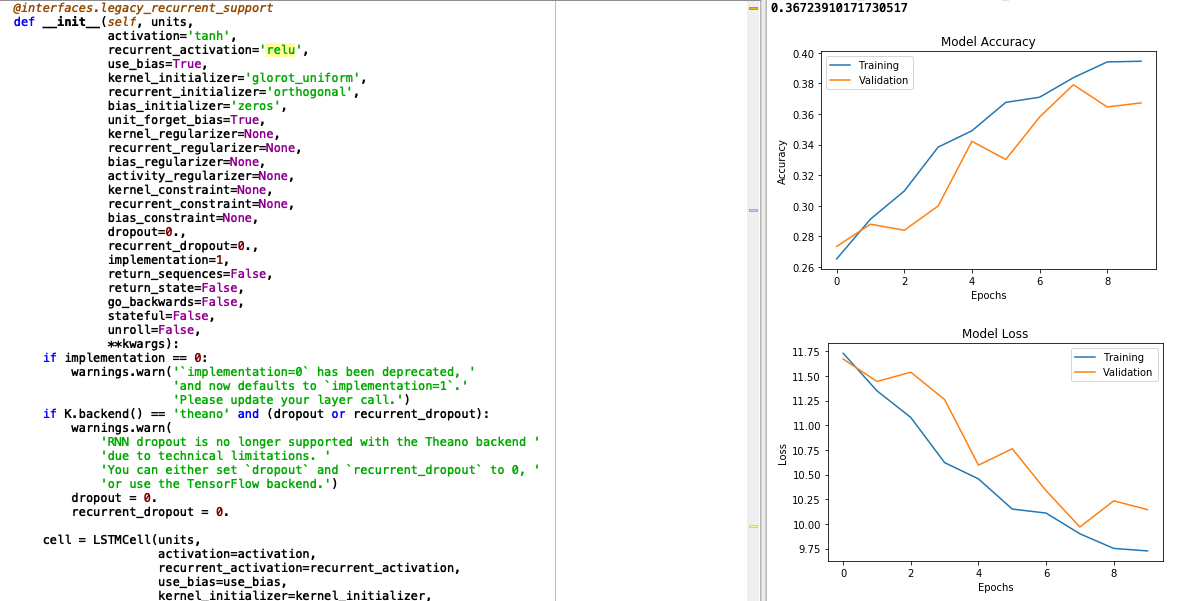 @interfaces.legacy_recurrent_support
def __init__(self, units,
activation='tanh',
recurrent_activation='relu',
use_bias=True,
kernel_initializer='glorot_uniform',
recurrent_initializer='orthogonal',
bias_initializer='zeros',
unit_forget_bias=True,
kernel_regularizer=None,
recurrent_regularizer=None,
bias_regularizer=None,
activity_regularizer=None,
kernel_constraint=None,
recurrent_constraint=None,
bias_constraint=None,
dropout=0.,
recurrent_dropout=0.,
implementation=1,
return_sequences=False,
return_state=False,
go_backwards=False,
stateful=False,
unroll=False,
**kwargs):
if implementation == 0:
warnings.warn('`implementation=0` has been deprecated, '
'and now defaults to `implementation=1`.'
'Please update your layer call.')
if K.backend() == 'theano' and (dropout or recurrent_dropout):
warnings.warn(
'RNN dropout is no longer supported with the Theano backend '
'due to technical limitations. '
'You can either set `dropout` and `recurrent_dropout` to 0, '
'or use the TensorFlow backend.')
dropout = 0.
recurrent_dropout = 0.
cell = LSTMCell(units,
activation=activation,
recurrent_activation=recurrent_activation,
use_bias=use_bias,
kernel_initializer=kernel_initializer,
0.36723910171730517
Model Accuracy
Training
Validation
Accuracy
0.40
0.38
0.36
0.34
0.32
0.30
0.28
0.26
0 2 4 6 8
Epochs
Model Loss
Training
Validation
Loss
11.75
11.50
11.25
11.00
10.75
10.50
10.25
10.00
9.75
0 2 4 6 8
Epochs